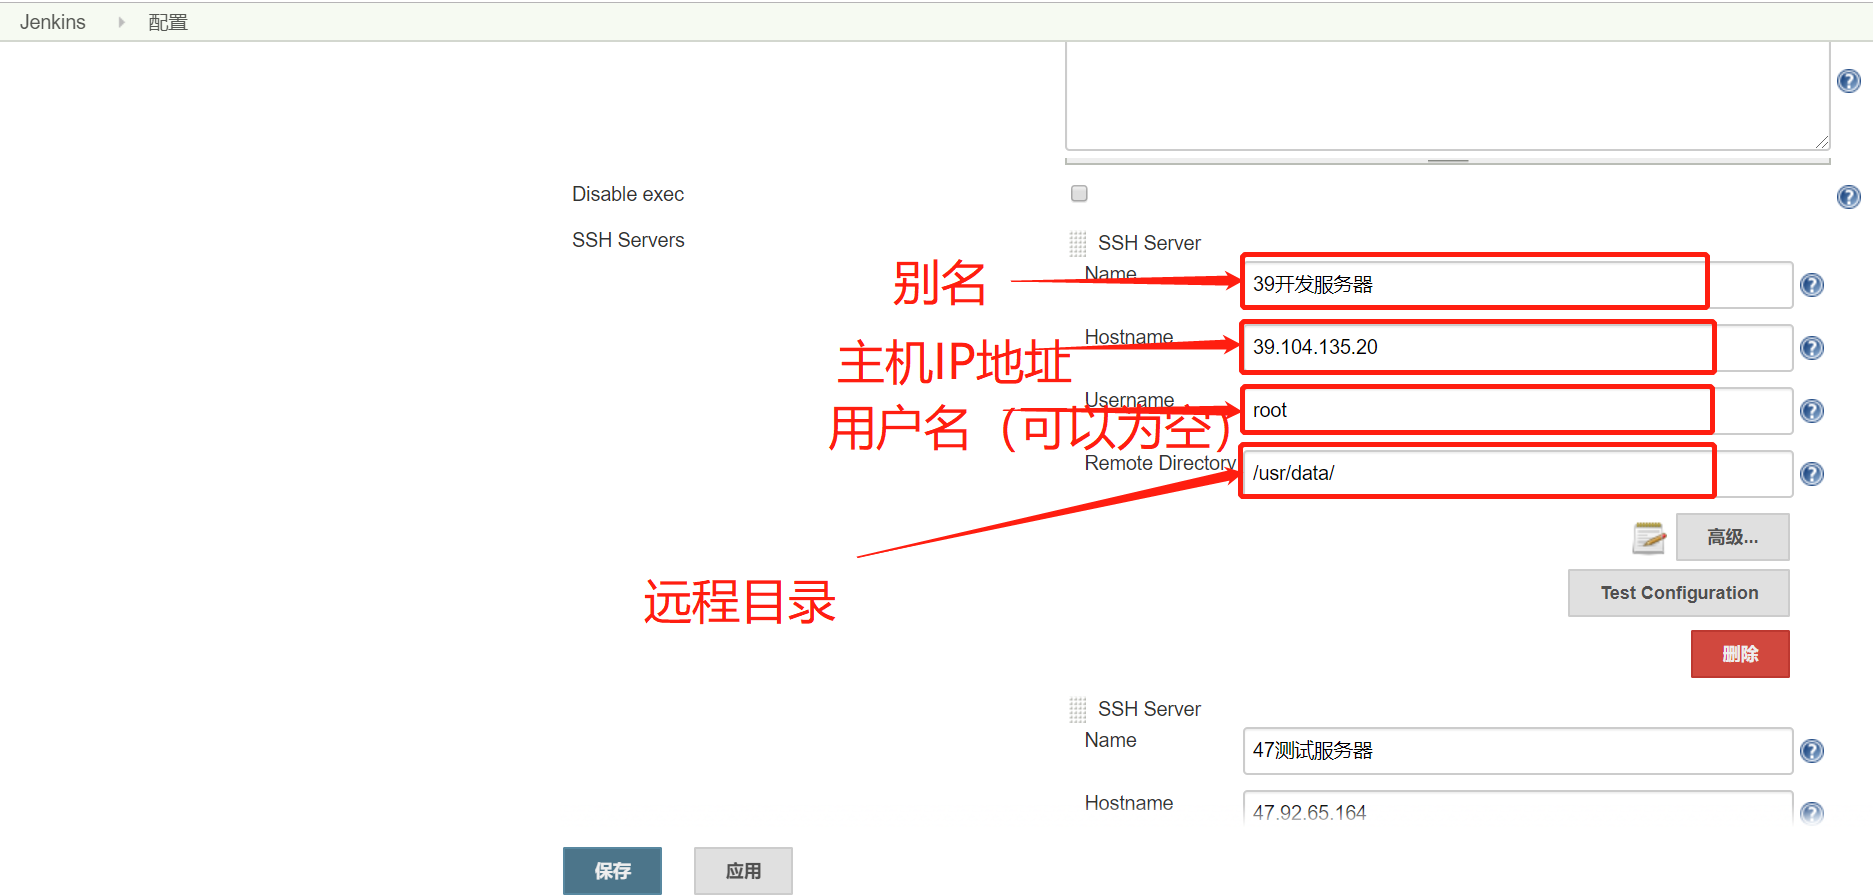 Jenkins
配置
Disable exec
SSH Servers
SSH Server
别名
Name
39开发服务器
主机IP地址
Hostname
39.104.135.20
用户名（可以为空）
Username
root
Remote Directory
/usr/data/
远程目录
高级...
Test Configuration
删除
SSH Server
Name
47测试服务器
Hostname
47.92.65.164
保存
应用